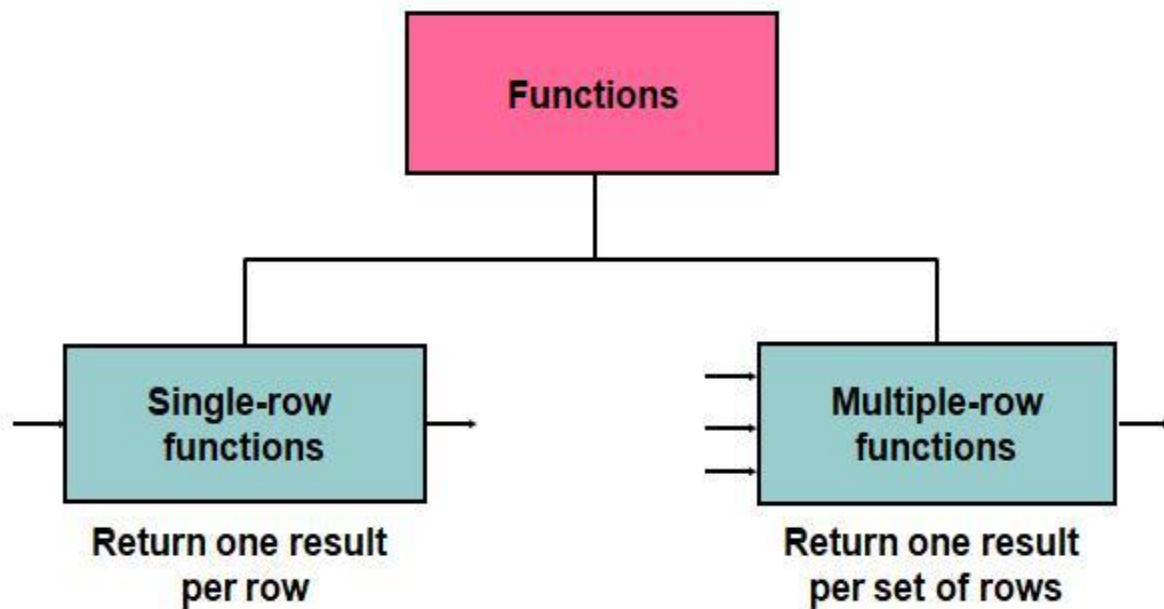 Functions
Single-row
functions
Multiple-row
functions
Return one result
per row
Return one result
per set of rows